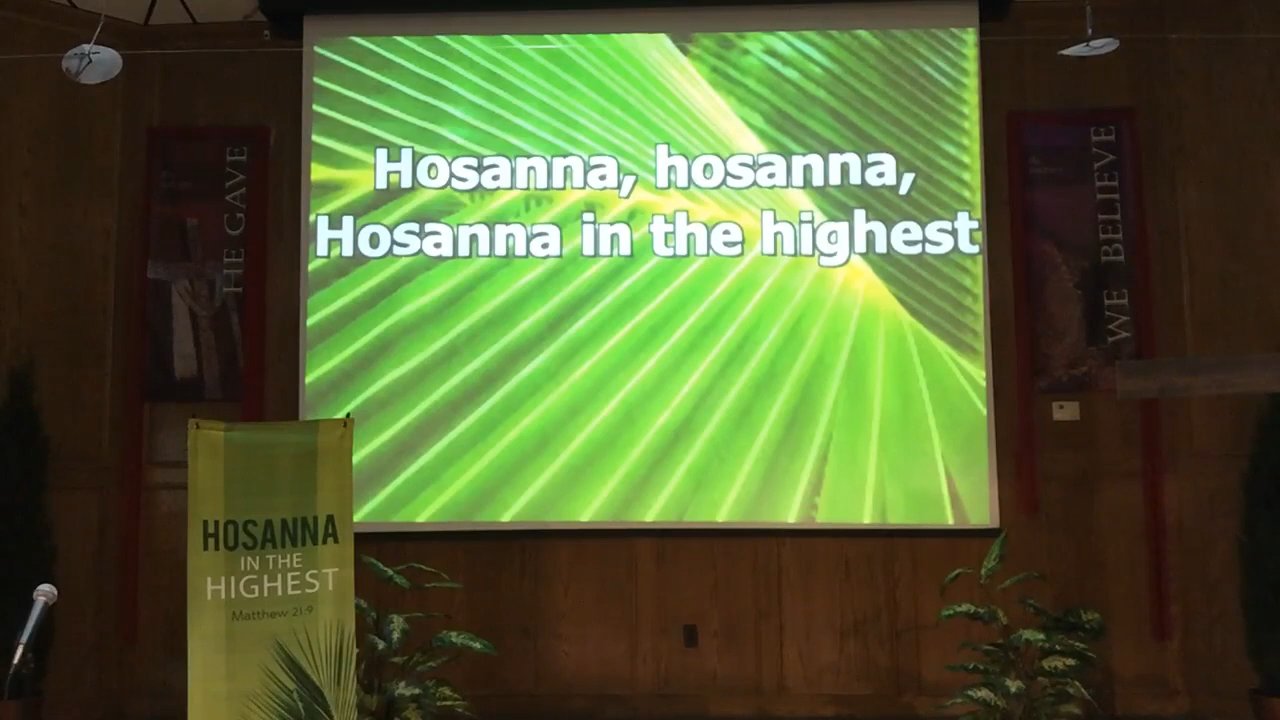 HE GAVE
Hosanna, hosanna,
Hosanna in the highest
WE BELIEVE
HOSANNA
IN THE
HIGHEST
Matthew 21:9